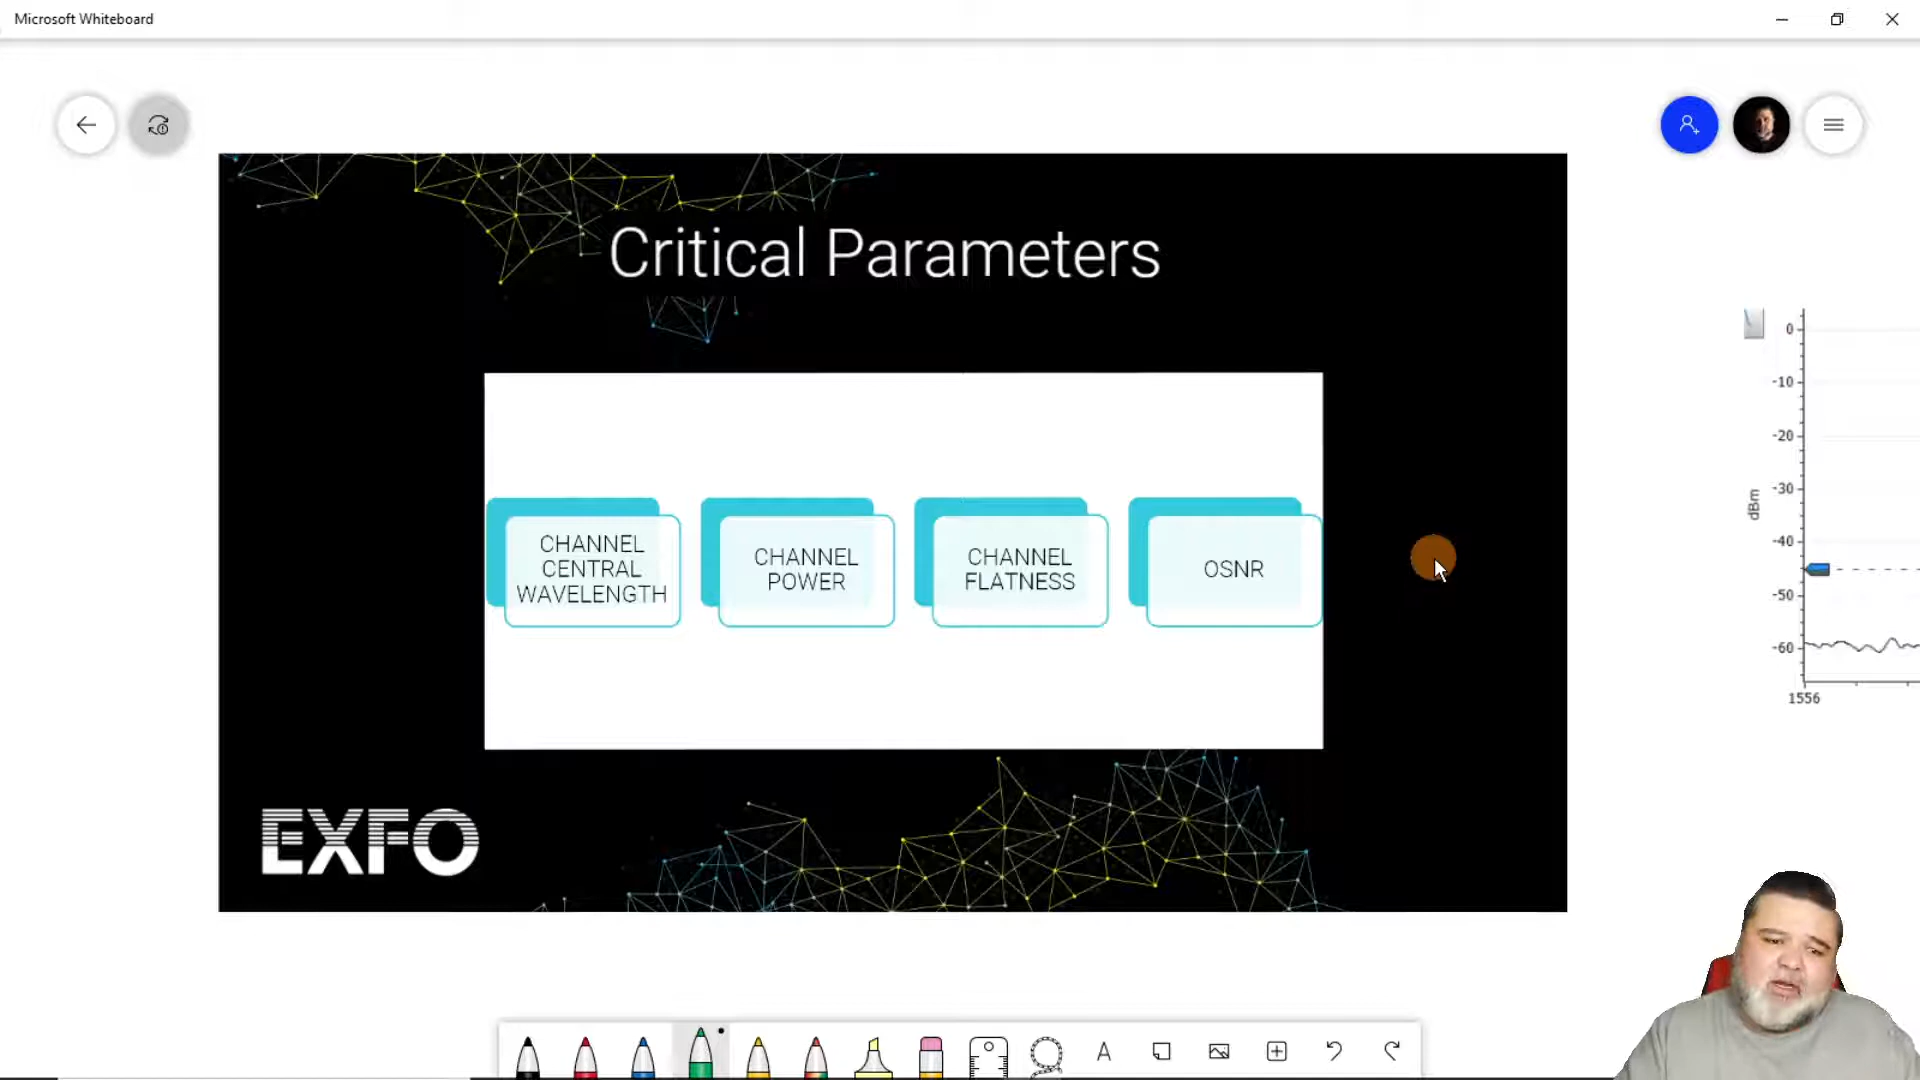 Microsoft Whiteboard
Critical Parameters
CHANNEL
CENTRAL
WAVELENGTH
CHANNEL
POWER
CHANNEL
FLATNESS
OSNR
EXFO
0
-10
-20
-30
dBm
-40
-50
-60
1556
A